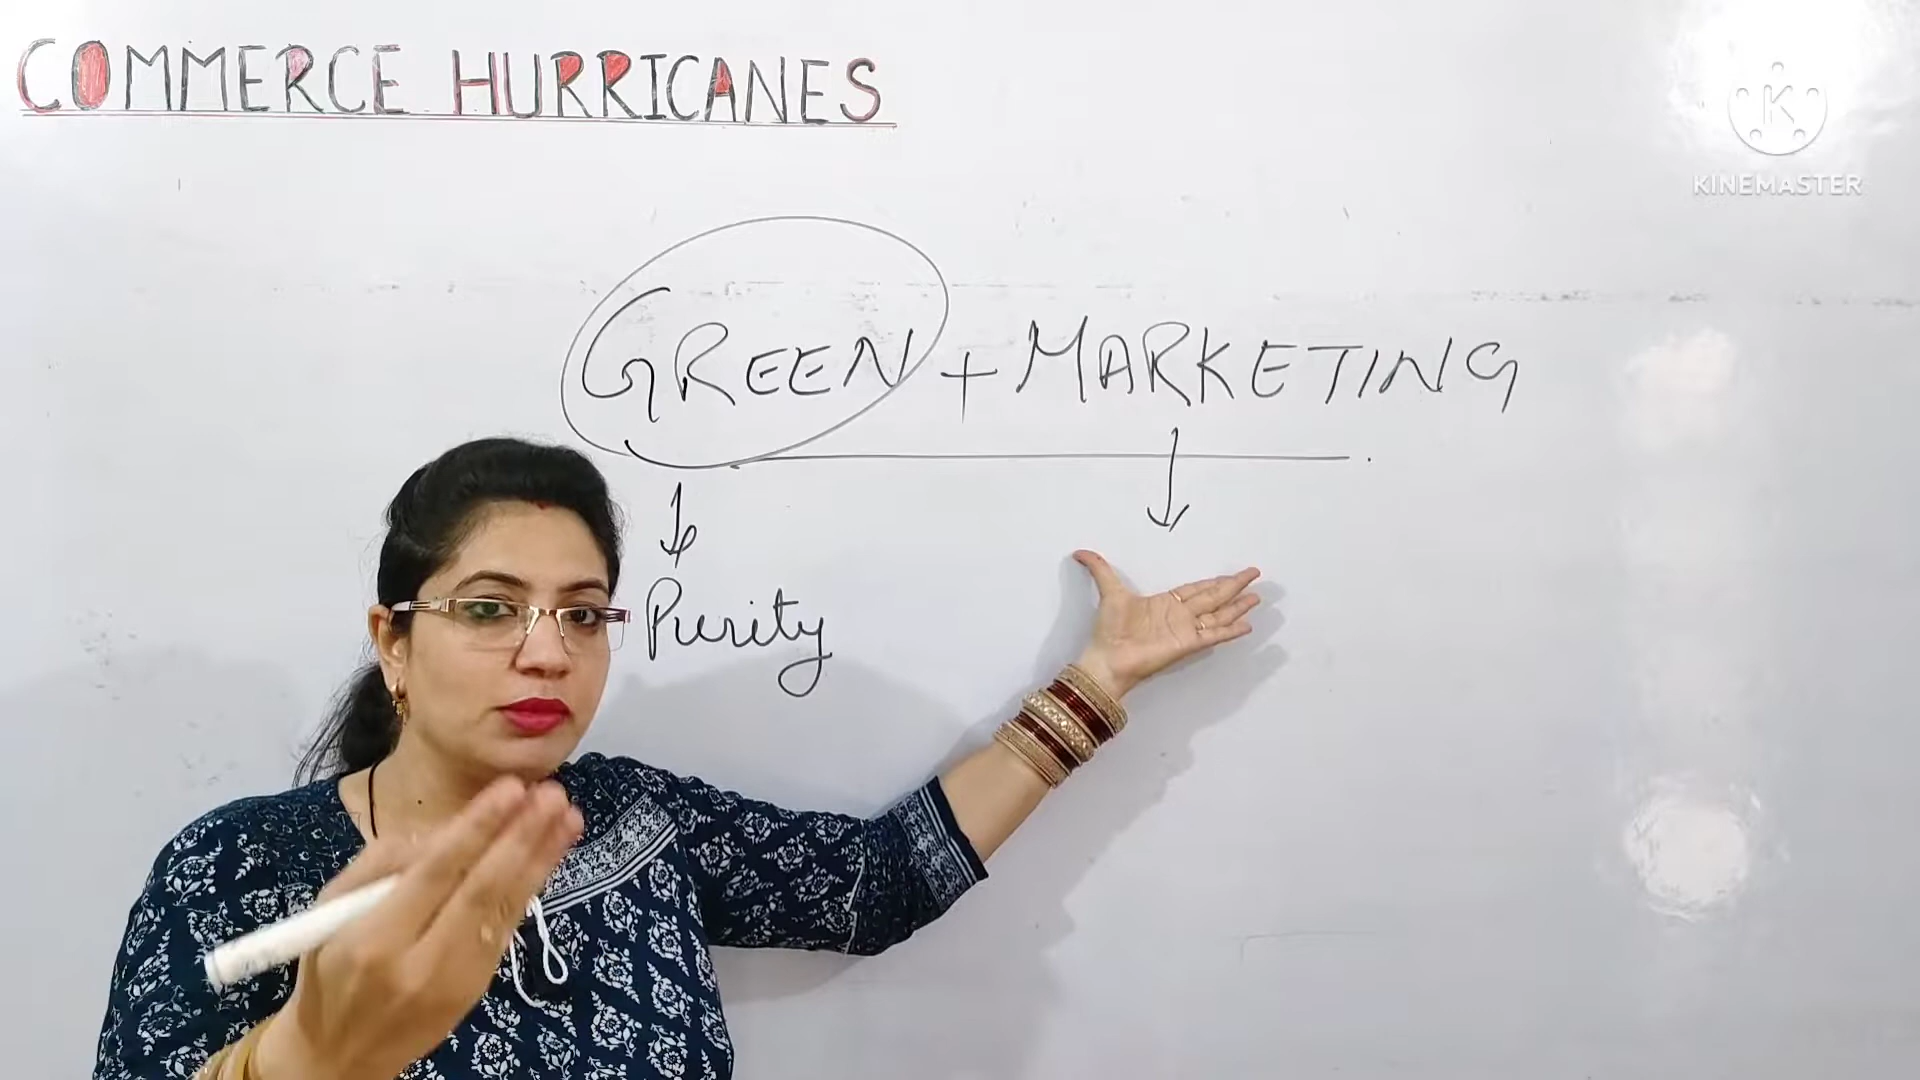 COMMERCE HURRICANES
K
KINEMASTER
GREEN + MARKETING
Purity